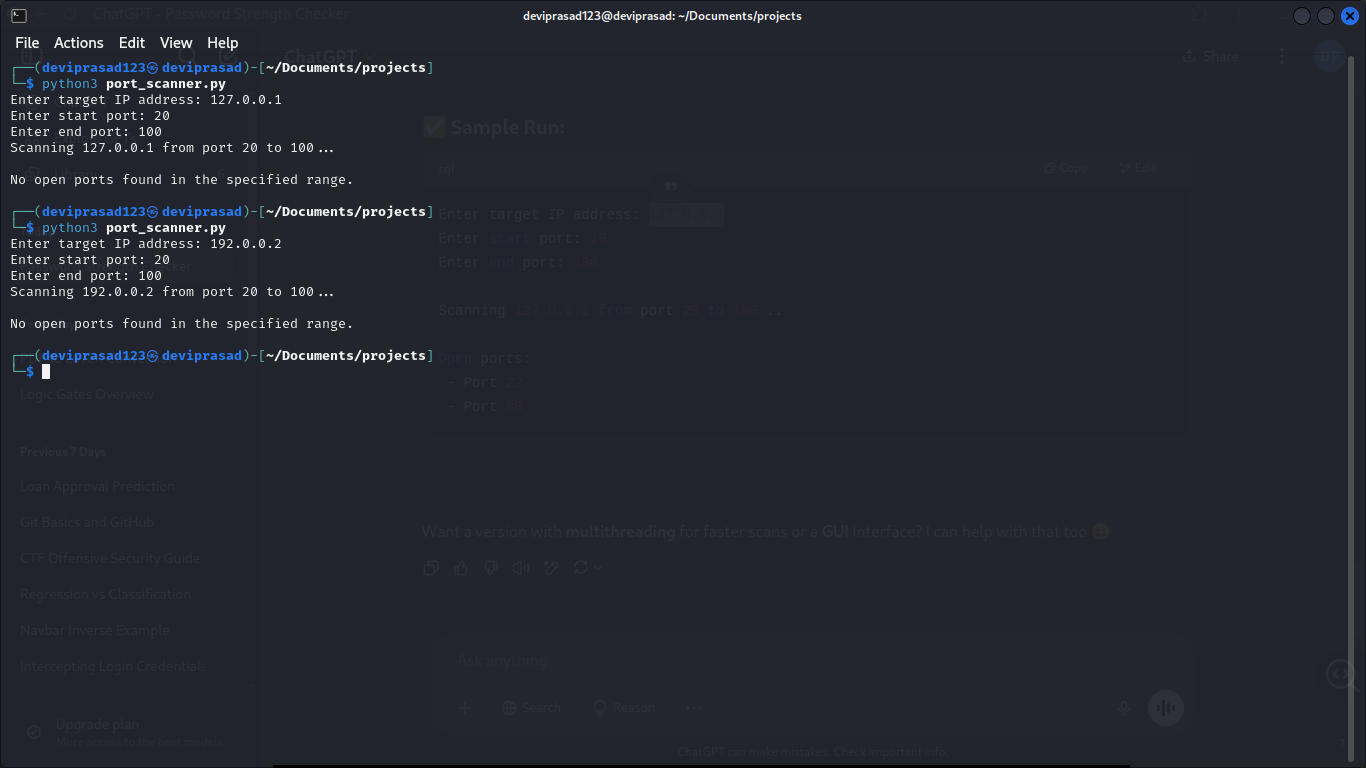 ChatGPT - Password Strength Checker
deviprasad123@deviprasad: ~/Documents/projects
File Actions Edit View Help
ChatGPT
Share
┌──(deviprasad123㉿deviprasad)-[~/Documents/projects]
└─$ python3 port_scanner.py
Enter target IP address: 127.0.0.1
Enter start port: 20
Enter end port: 100
Scanning 127.0.0.1 from port 20 to 100...
No open ports found in the specified range.
┌──(deviprasad123㉿deviprasad)-[~/Documents/projects]
└─$ python3 port_scanner.py
Enter target IP address: 192.0.0.2
Enter start port: 20
Enter end port: 100
Scanning 192.0.0.2 from port 20 to 100...
No open ports found in the specified range.
┌──(deviprasad123㉿deviprasad)-[~/Documents/projects]
└─$
✅ Sample Run:
sql
Copy
Edit
Enter target IP address:
Enter start port: 20
Enter end port: 100
Scanning 127.0.0.1 from port 20 to 100...
Open ports:
- Port 22
- Port 80
Logic Gates Overview
Previous 7 Days
Loan Approval Prediction
Git Basics and GitHub
CTF Offensive Security Guide
Regression vs Classification
Navbar Inverse Example
Intercepting Login Credentials
Upgrade plan
More access to the best models
Want a version with multithreading for faster scans or a GUI interface? I can help with that too 😄
Ask anything
Search
Reason
ChatGPT can make mistakes. Check important info.